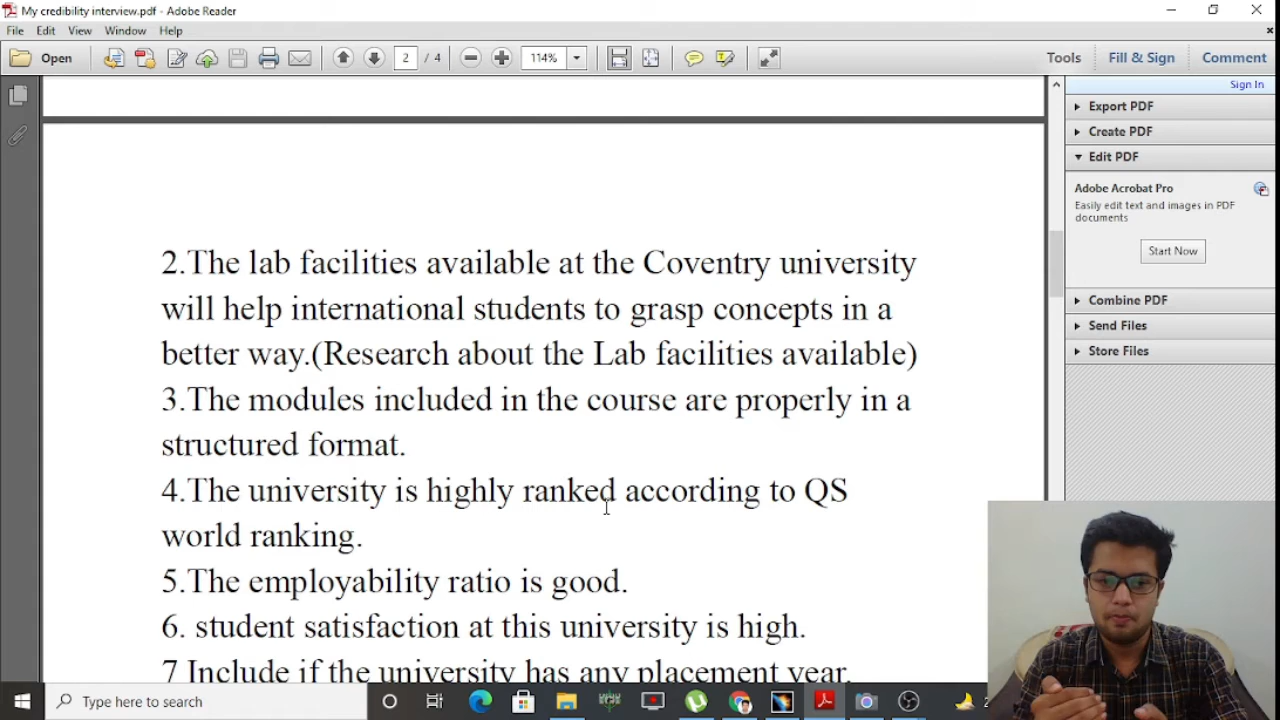 My credibility interview.pdf - Adobe Reader
File Edit View Window Help
Open 2 / 4 114% Tools Fill & Sign Comment
Sign In
Export PDF
Create PDF
Edit PDF
Adobe Acrobat Pro
Easily edit text and images in PDF
documents
Start Now
Combine PDF
Send Files
Store Files
2.The lab facilities available at the Coventry university
will help international students to grasp concepts in a
better way.(Research about the Lab facilities available)
3.The modules included in the course are properly in a
structured format.
4.The university is highly ranked according to QS
world ranking.
5.The employability ratio is good.
6. student satisfaction at this university is high.
7 Include if the university has any placement year.
Type here to search